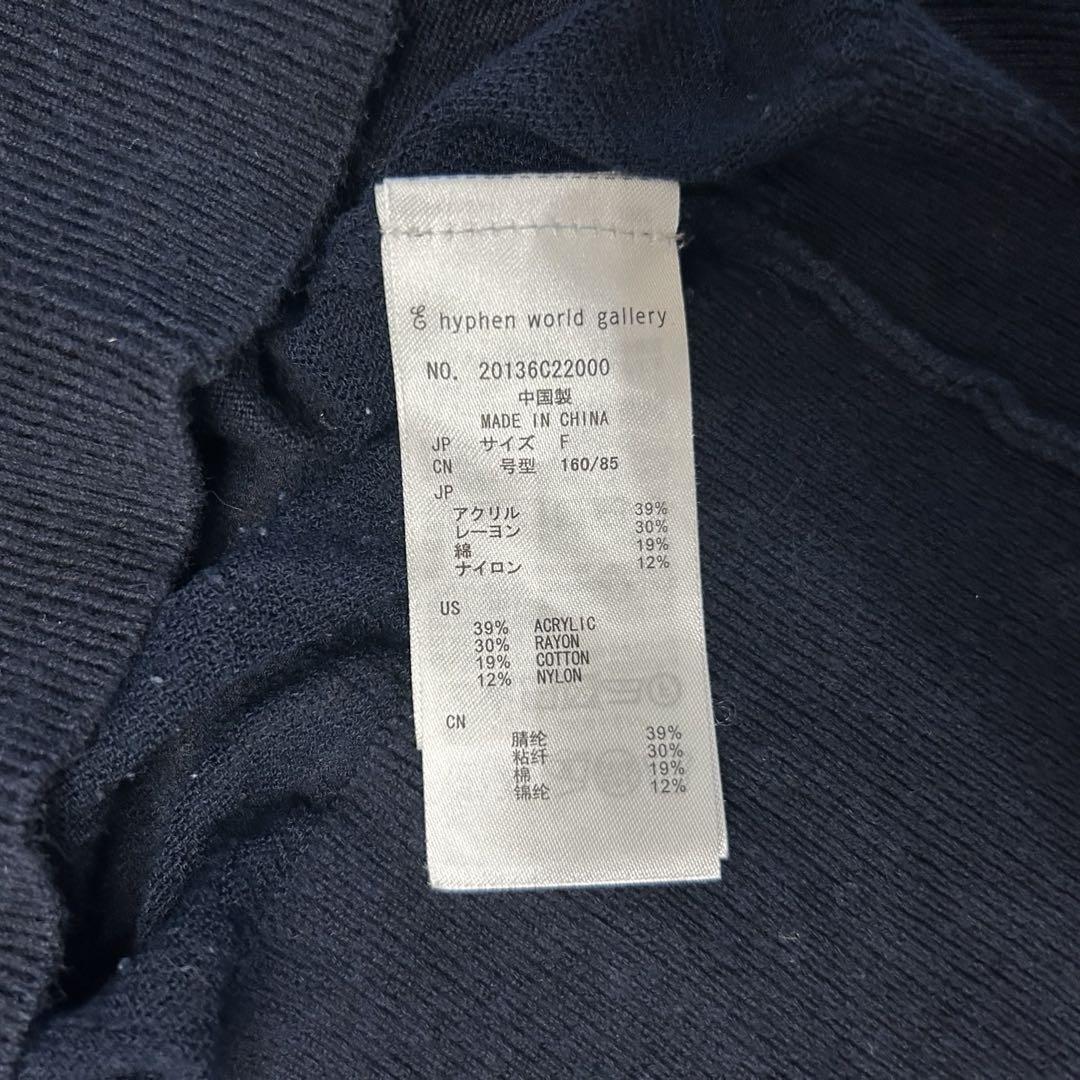 E hyphen world gallery
NO. 20136C22000
中国製
MADE IN CHINA
JP サイズ F
CN 号型 160/85
JP
アクリル 39%
レーヨン 30%
綿 19%
ナイロン 12%
US
39% ACRYLIC
30% RAYON
19% COTTON
12% NYLON
CN
腈纶 39%
粘纤 30%
棉 19%
锦纶 12%